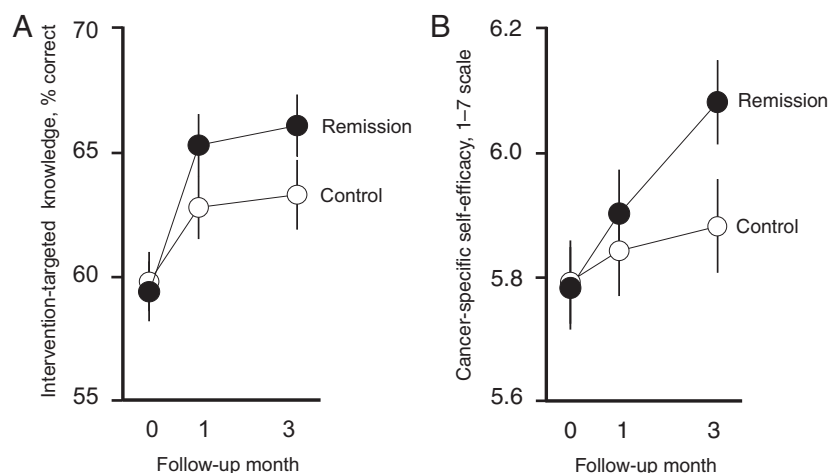 A
Intervention-targeted knowledge, % correct
70
65
60
55
Remission
Control
0 1 3
Follow-up month
B
Cancer-specific self-efficacy, 1–7 scale
6.2
6.0
5.8
5.6
Remission
Control
0 1 3
Follow-up month